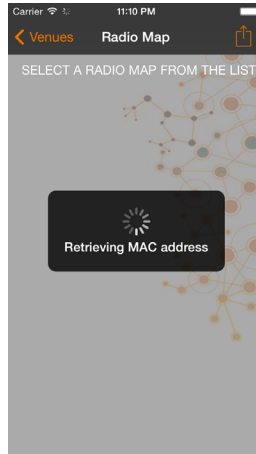 Carrier 11:10 PM
Venues Radio Map
SELECT A RADIO MAP FROM THE LIST
Retrieving MAC address